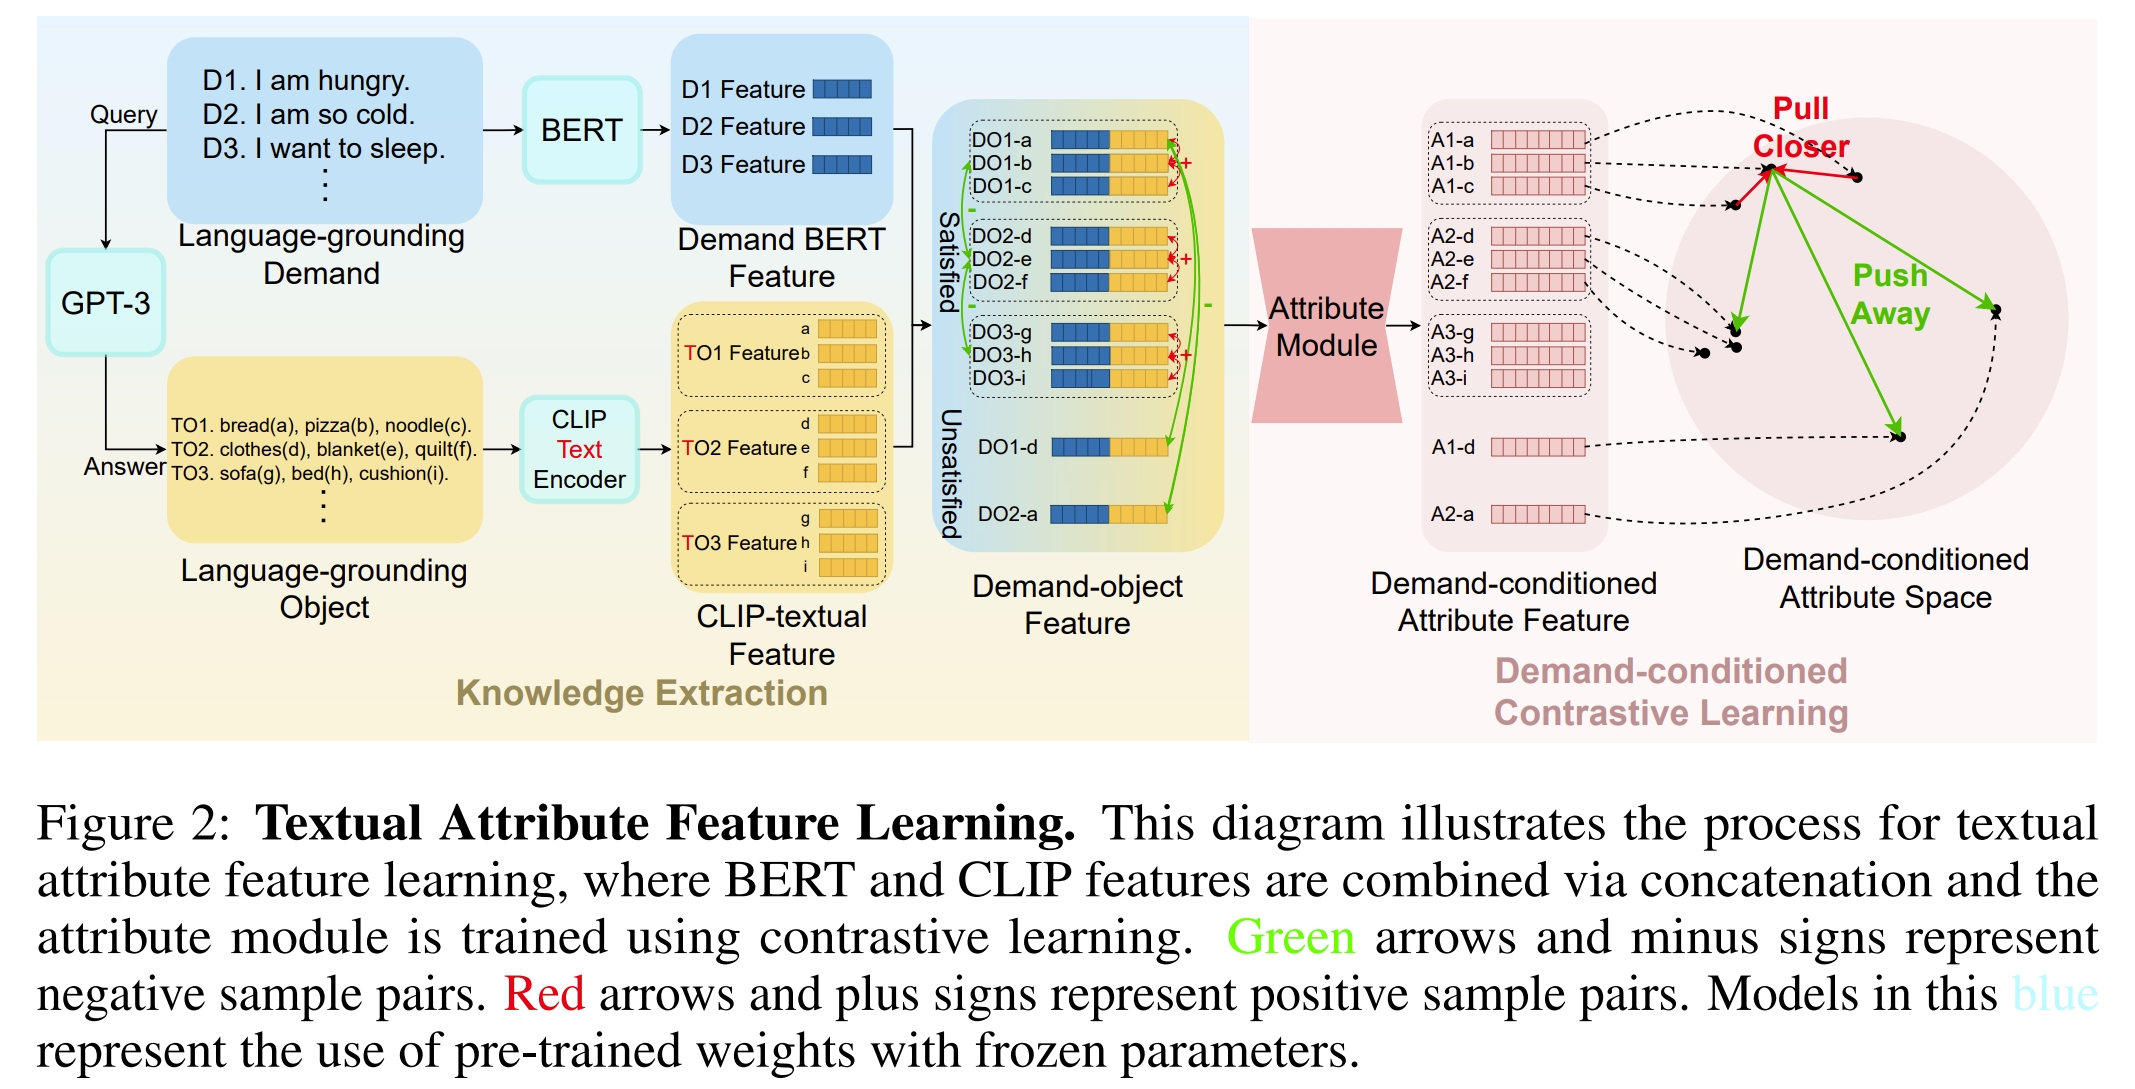 Query
D1. I am hungry.
D2. I am so cold.
D3. I want to sleep.
⋮
Language-grounding
Demand
GPT-3
Answer
TO1. bread(a), pizza(b), noodle(c).
TO2. clothes(d), blanket(e), quilt(f).
TO3. sofa(g), bed(h), cushion(i).
⋮
Language-grounding
Object
BERT
CLIP
Text
Encoder
D1 Feature
D2 Feature
D3 Feature
Demand BERT
Feature
a
TO1 Feature b
c
d
TO2 Feature e
f
g
TO3 Feature h
i
CLIP-textual
Feature
Knowledge Extraction
Satisfied
Unsatisfied
DO1-a
DO1-b +
DO1-c
-
DO2-d
DO2-e +
DO2-f
- -
DO3-g
DO3-h +
DO3-i
DO1-d
DO2-a
Demand-object
Feature
Attribute
Module
A1-a
A1-b
A1-c
A2-d
A2-e
A2-f
A3-g
A3-h
A3-i
A1-d
A2-a
Demand-conditioned
Attribute Feature
Pull
Closer
Push
Away
Demand-conditioned
Attribute Space
Demand-conditioned
Contrastive Learning
Figure 2: Textual Attribute Feature Learning. This diagram illustrates the process for textual
attribute feature learning, where BERT and CLIP features are combined via concatenation and the
attribute module is trained using contrastive learning. Green arrows and minus signs represent
negative sample pairs. Red arrows and plus signs represent positive sample pairs. Models in this blue
represent the use of pre-trained weights with frozen parameters.